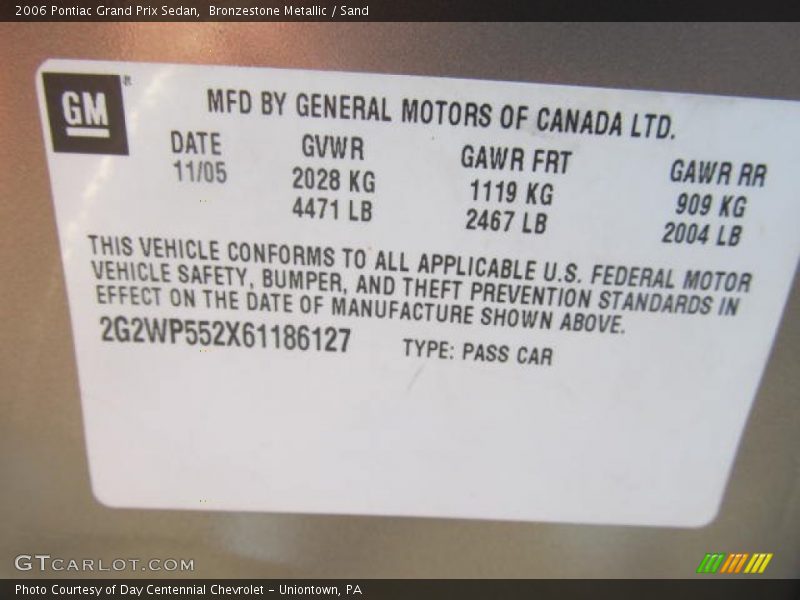 2006 Pontiac Grand Prix Sedan,  Bronzestone Metallic / Sand
GM®
MFD BY GENERAL MOTORS OF CANADA LTD.
DATE GVWR GAWR FRT GAWR RR
11/05 2028 KG 1119 KG 909 KG
4471 LB 2467 LB 2004 LB
THIS VEHICLE CONFORMS TO ALL APPLICABLE U.S. FEDERAL MOTOR
VEHICLE SAFETY, BUMPER, AND THEFT PREVENTION STANDARDS IN
EFFECT ON THE DATE OF MANUFACTURE SHOWN ABOVE.
2G2WP552X61186127 TYPE: PASS CAR
GTCARLOT.COM
Photo Courtesy of Day Centennial Chevrolet - Uniontown, PA